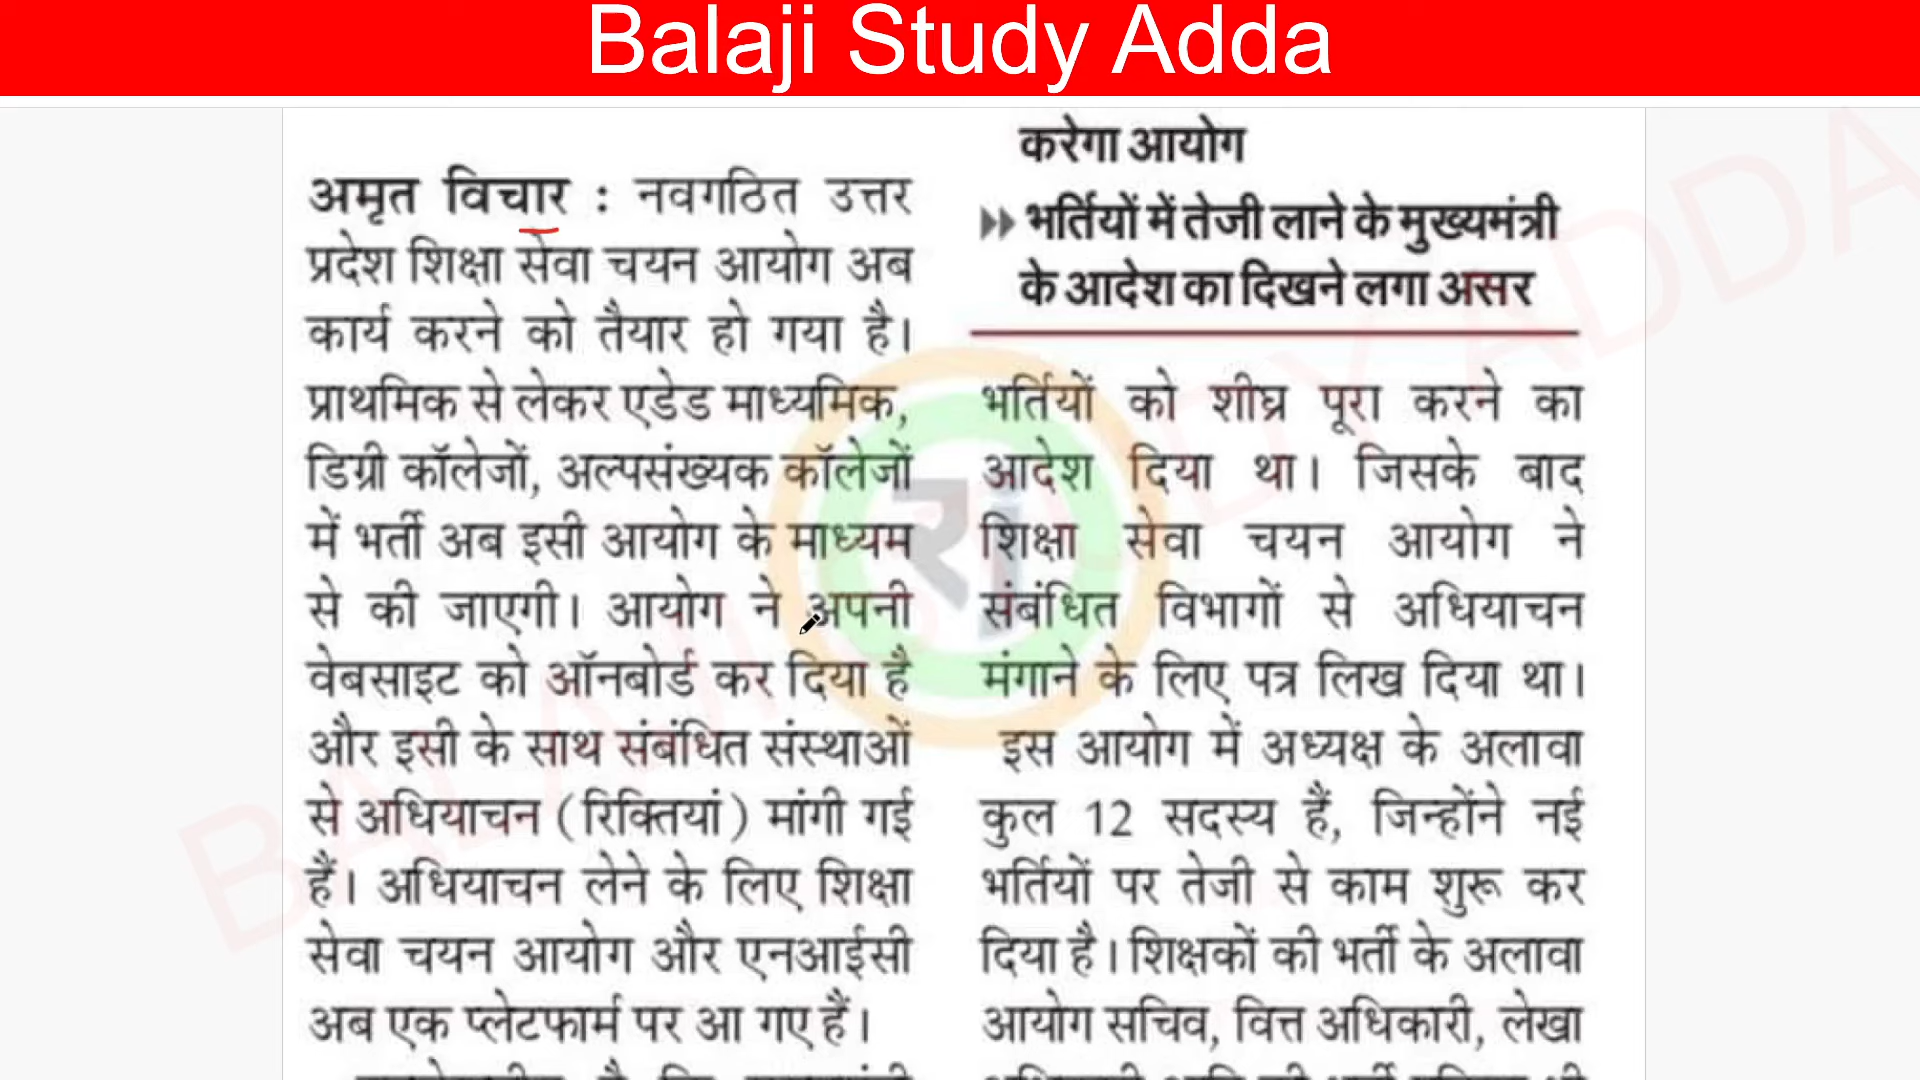 Balaji Study Adda
अमृत विचार : नवगठित उत्तर
प्रदेश शिक्षा सेवा चयन आयोग अब
कार्य करने को तैयार हो गया है।
प्राथमिक से लेकर एडेड माध्यमिक,
डिग्री कॉलेजों, अल्पसंख्यक कॉलेजों
में भर्ती अब इसी आयोग के माध्यम
से की जाएगी। आयोग ने अपनी
वेबसाइट को ऑनबोर्ड कर दिया है
और इसी के साथ संबंधित संस्थाओं
से अधियाचन (रिक्तियां) मांगी गई
हैं। अधियाचन लेने के लिए शिक्षा
सेवा चयन आयोग और एनआईसी
अब एक प्लेटफार्म पर आ गए हैं।
करेगा आयोग
भर्तियों में तेजी लाने के मुख्यमंत्री
के आदेश का दिखने लगा असर
भर्तियों को शीघ्र पूरा करने का
आदेश दिया था। जिसके बाद
शिक्षा सेवा चयन आयोग ने
संबंधित विभागों से अधियाचन
मंगाने के लिए पत्र लिख दिया था।
इस आयोग में अध्यक्ष के अलावा
कुल 12 सदस्य हैं, जिन्होंने नई
भर्तियों पर तेजी से काम शुरू कर
दिया है। शिक्षकों की भर्ती के अलावा
आयोग सचिव, वित्त अधिकारी, लेखा
BALAJI STUDY ADDA
रा